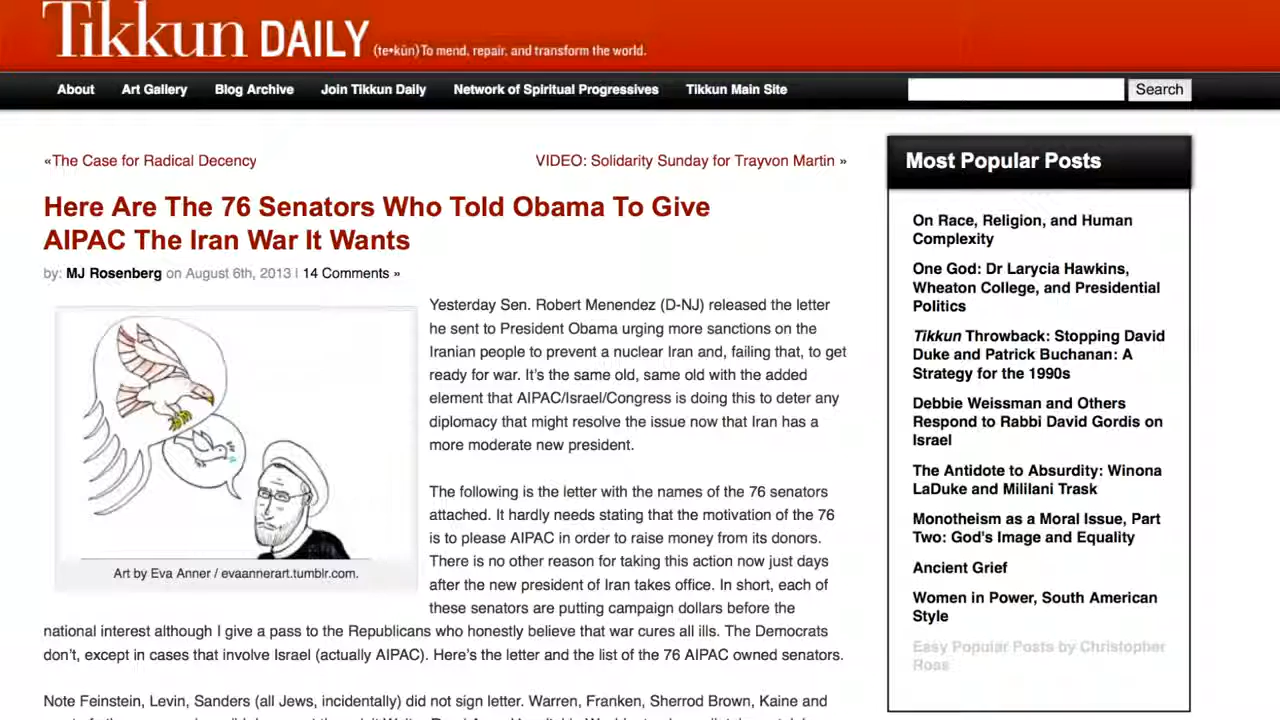 Tikkun DAILY (te•kün)To mend, repair, and transform the world.
About Art Gallery Blog Archive Join Tikkun Daily Network of Spiritual Progressives Tikkun Main Site Search
«The Case for Radical Decency
VIDEO: Solidarity Sunday for Trayvon Martin »
Here Are The 76 Senators Who Told Obama To Give
AIPAC The Iran War It Wants
by: MJ Rosenberg on August 6th, 2013 | 14 Comments »
Art by Eva Anner / evaannerart.tumblr.com.
Yesterday Sen. Robert Menendez (D-NJ) released the letter
he sent to President Obama urging more sanctions on the
Iranian people to prevent a nuclear Iran and, failing that, to get
ready for war. It's the same old, same old with the added
element that AIPAC/Israel/Congress is doing this to deter any
diplomacy that might resolve the issue now that Iran has a
more moderate new president.
The following is the letter with the names of the 76 senators
attached. It hardly needs stating that the motivation of the 76
is to please AIPAC in order to raise money from its donors.
There is no other reason for taking this action now just days
after the new president of Iran takes office. In short, each of
these senators are putting campaign dollars before the
national interest although I give a pass to the Republicans who honestly believe that war cures all ills. The Democrats
don't, except in cases that involve Israel (actually AIPAC). Here's the letter and the list of the 76 AIPAC owned senators.
Note Feinstein, Levin, Sanders (all Jews, incidentally) did not sign letter. Warren, Franken, Sherrod Brown, Kaine and
Most Popular Posts
On Race, Religion, and Human
Complexity
One God: Dr Larycia Hawkins,
Wheaton College, and Presidential
Politics
Tikkun Throwback: Stopping David
Duke and Patrick Buchanan: A
Strategy for the 1990s
Debbie Weissman and Others
Respond to Rabbi David Gordis on
Israel
The Antidote to Absurdity: Winona
LaDuke and Mililani Trask
Monotheism as a Moral Issue, Part
Two: God's Image and Equality
Ancient Grief
Women in Power, South American
Style
Easy Popular Posts by Christopher
Ross